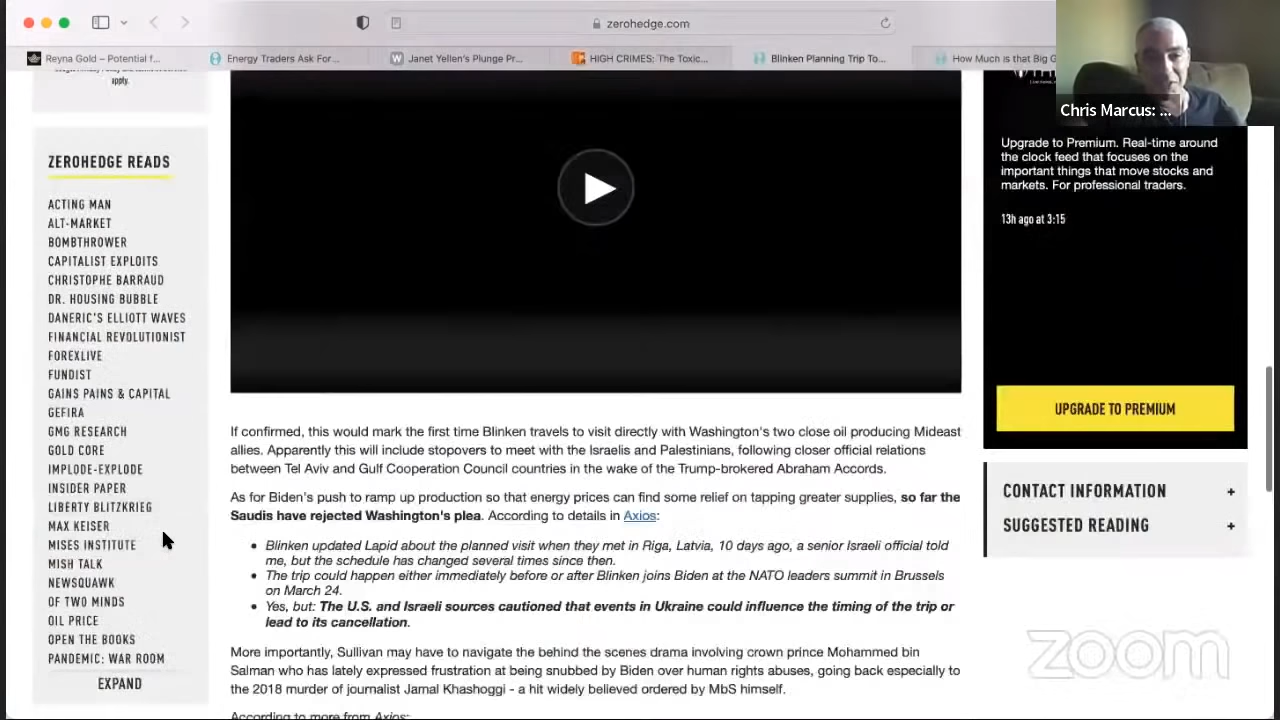 zerohedge.com
Reyna Gold – Potential f...
Energy Traders Ask For...
Janet Yellen's Plunge Pr...
HIGH CRIMES: The Toxic...
Blinken Planning Trip To...
How Much is that Big G
Chris Marcus: ...
apply.
ZEROHEDGE READS
ACTING MAN
ALT-MARKET
BOMBTHROWER
CAPITALIST EXPLOITS
CHRISTOPHE BARRAUD
DR. HOUSING BUBBLE
DANERIC'S ELLIOTT WAVES
FINANCIAL REVOLUTIONIST
FOREXLIVE
FUNDIST
GAINS PAINS & CAPITAL
GEFIRA
GMG RESEARCH
GOLD CORE
IMPLODE-EXPLODE
INSIDER PAPER
LIBERTY BLITZKRIEG
MAX KEISER
MISES INSTITUTE
MISH TALK
NEWSQUAWK
OF TWO MINDS
OIL PRICE
OPEN THE BOOKS
PANDEMIC: WAR ROOM
EXPAND
If confirmed, this would mark the first time Blinken travels to visit directly with Washington's two close oil producing Mideast
allies. Apparently this will include stopovers to meet with the Israelis and Palestinians, following closer official relations
between Tel Aviv and Gulf Cooperation Council countries in the wake of the Trump-brokered Abraham Accords.
As for Biden's push to ramp up production so that energy prices can find some relief on tapping greater supplies, so far the
Saudis have rejected Washington's plea. According to details in Axios:
• Blinken updated Lapid about the planned visit when they met in Riga, Latvia, 10 days ago, a senior Israeli official told
me, but the schedule has changed several times since then.
• The trip could happen either immediately before or after Blinken joins Biden at the NATO leaders summit in Brussels
on March 24.
• Yes, but: The U.S. and Israeli sources cautioned that events in Ukraine could influence the timing of the trip or
lead to its cancellation.
More importantly, Sullivan may have to navigate the behind the scenes drama involving crown prince Mohammed bin
Salman who has lately expressed frustration at being snubbed by Biden over human rights abuses, going back especially to
the 2018 murder of journalist Jamal Khashoggi - a hit widely believed ordered by MbS himself.
According to more from Axios:
Upgrade to Premium. Real-time around
the clock feed that focuses on the
important things that move stocks and
markets. For professional traders.
13h ago at 3:15
UPGRADE TO PREMIUM
CONTACT INFORMATION +
SUGGESTED READING +
zoom